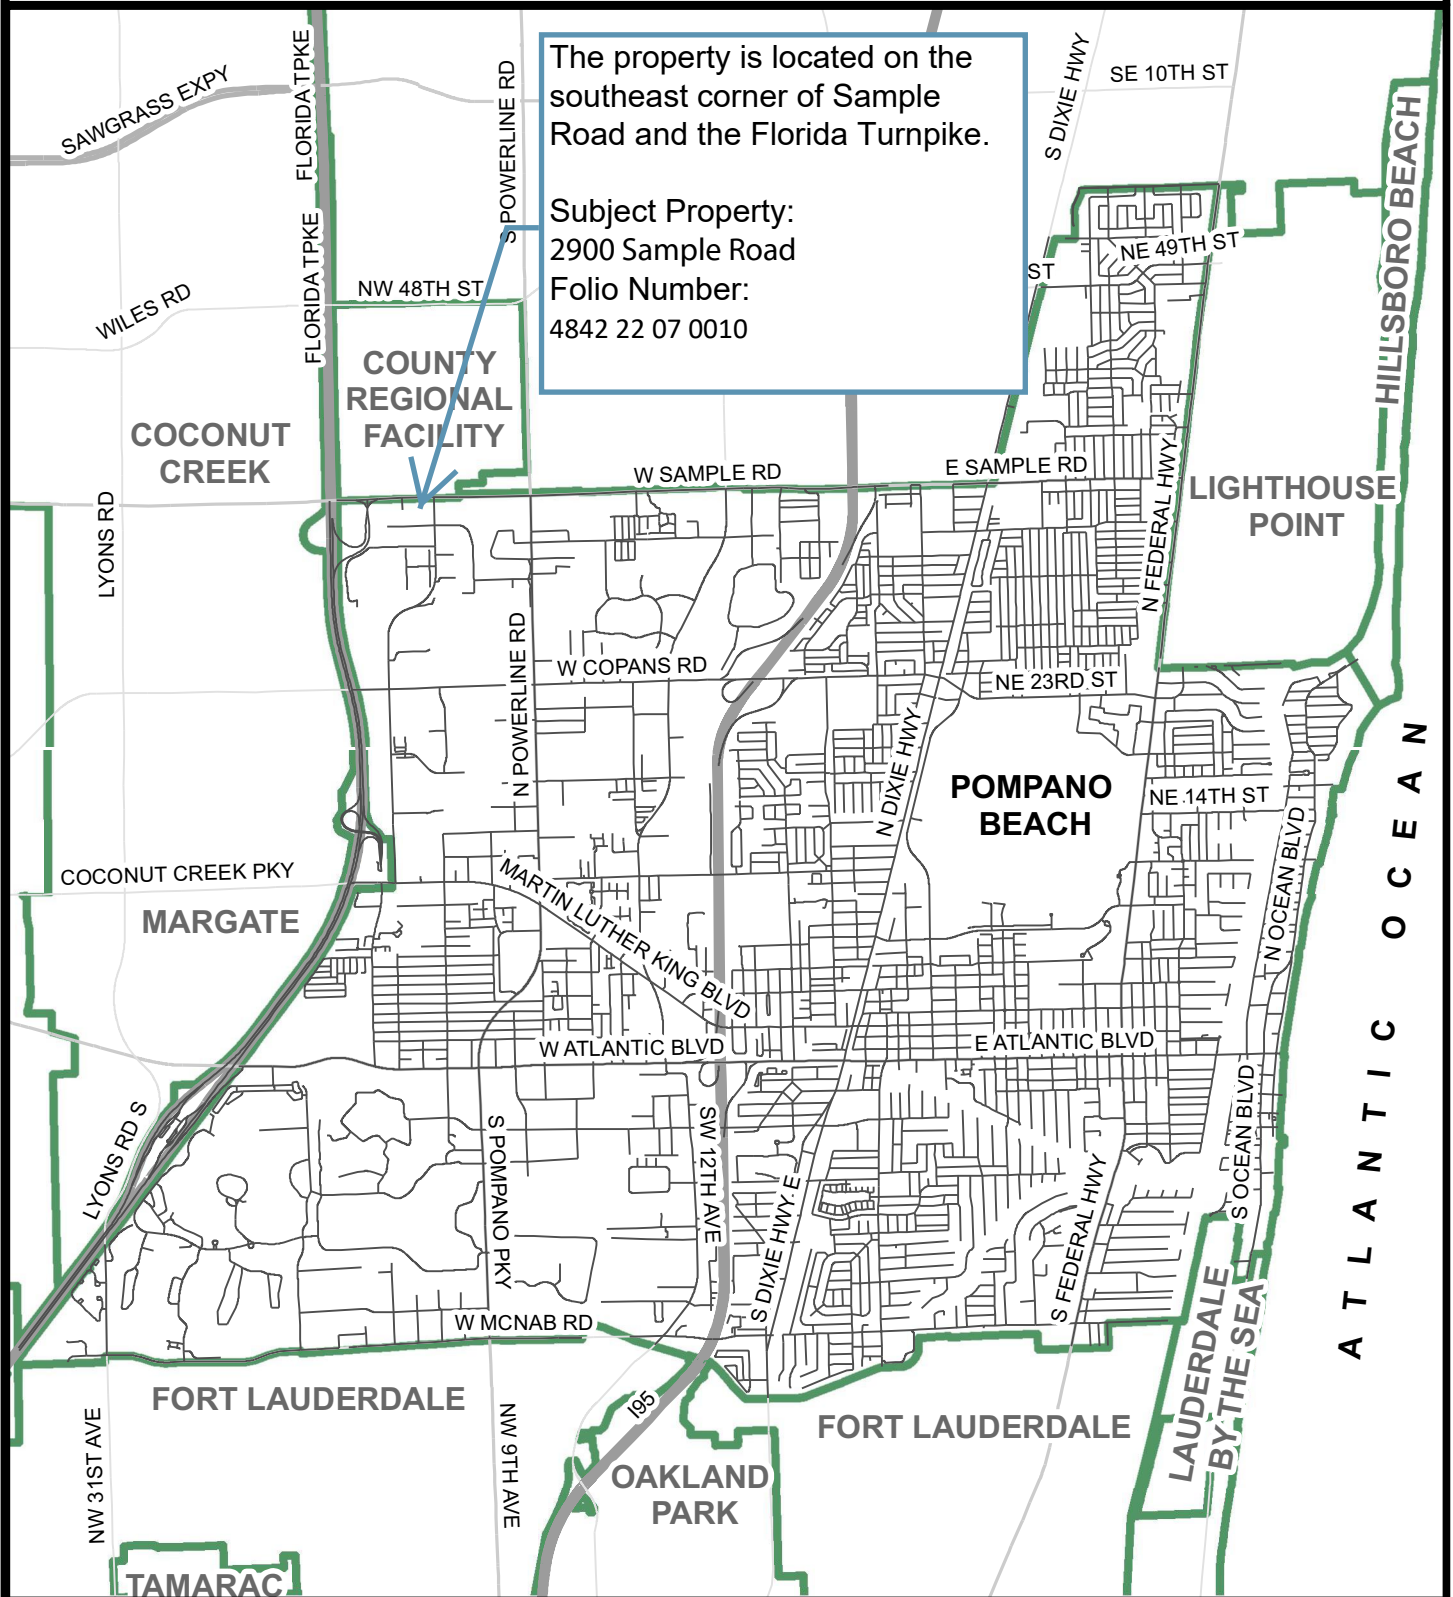 The property is located on the
southeast corner of Sample
Road and the Florida Turnpike.
Subject Property:
2900 Sample Road
Folio Number:
4842 22 07 0010
SAWGRASS EXPY
FLORIDA TPKE
S POWERLINE RD
S DIXIE HWY
SE 10TH ST
HILLSBORO BEACH
FLORIDA TPKE
WILES RD
NW 48TH ST
ST
NE 49TH ST
COUNTY
REGIONAL
FACILITY
COCONUT
CREEK
W SAMPLE RD
E SAMPLE RD
LIGHTHOUSE
POINT
LYONS RD
N FEDERAL HWY
N POWERLINE RD
W COPANS RD
NE 23RD ST
N DIXIE HWY
POMPANO
BEACH
NE 14TH ST
COCONUT CREEK PKY
MARGATE
MARTIN LUTHER KING BLVD
N OCEAN BLVD
ATLANTIC OCEAN
W ATLANTIC BLVD
E ATLANTIC BLVD
LYONS RD S
S POMPANO PKY
SW 12TH AVE
S DIXIE HWY E
S FEDERAL HWY
S OCEAN BLVD
W MCNAB RD
LAUDERDALE
BY THE SEA
FORT LAUDERDALE
FORT LAUDERDALE
I95
NW 31ST AVE
NW 9TH AVE
OAKLAND
PARK
TAMARAC